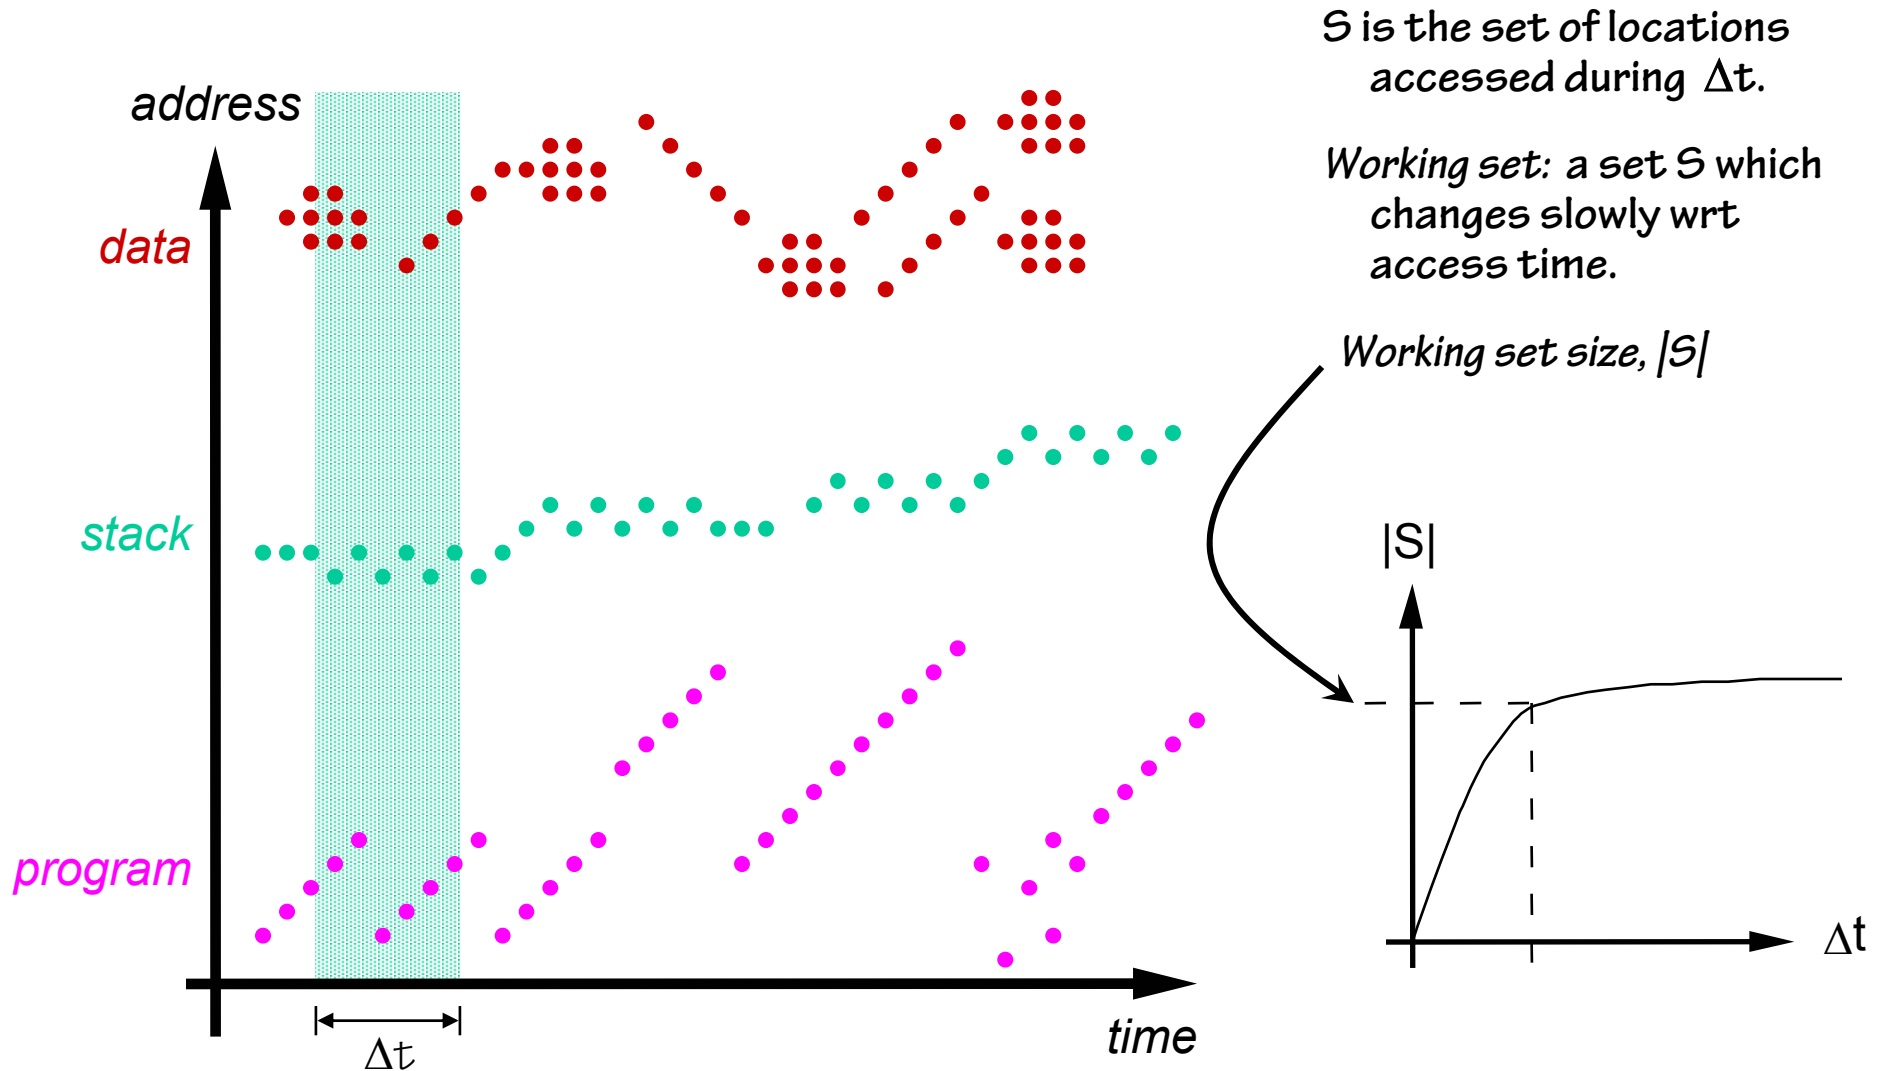 S is the set of locations
accessed during Δt.
Working set: a set S which
changes slowly wrt
access time.
Working set size, |S|
address
data
stack
program
time
Δt
|S|
Δt